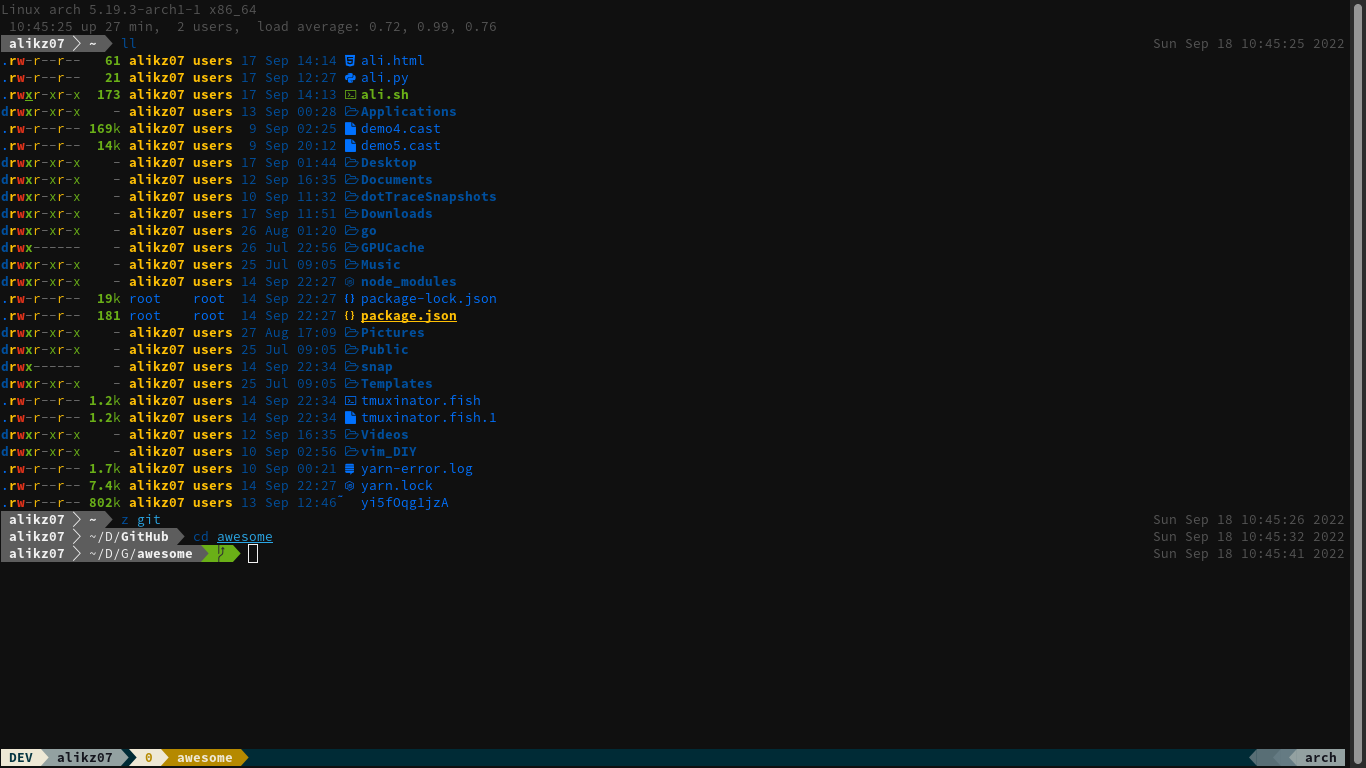 Linux arch 5.19.3-arch1-1 x86_64
10:45:25 up 27 min,  2 users,  load average: 0.72, 0.99, 0.76
alikz07 ~ ll Sun Sep 18 10:45:25 2022
.rw-r--r-- 61 alikz07 users 17 Sep 14:14 ali.html
.rw-r--r-- 21 alikz07 users 17 Sep 12:27 ali.py
.rwxr-xr-x 173 alikz07 users 17 Sep 14:13 ali.sh
drwxr-xr-x - alikz07 users 13 Sep 00:28 Applications
.rw-r--r-- 169k alikz07 users 9 Sep 02:25 demo4.cast
.rw-r--r-- 14k alikz07 users 9 Sep 20:12 demo5.cast
drwxr-xr-x - alikz07 users 17 Sep 01:44 Desktop
drwxr-xr-x - alikz07 users 12 Sep 16:35 Documents
drwxr-xr-x - alikz07 users 10 Sep 11:32 dotTraceSnapshots
drwxr-xr-x - alikz07 users 17 Sep 11:51 Downloads
drwxr-xr-x - alikz07 users 26 Aug 01:20 go
drwx------ - alikz07 users 26 Jul 22:56 GPUCache
drwxr-xr-x - alikz07 users 25 Jul 09:05 Music
drwxr-xr-x - alikz07 users 14 Sep 22:27 node_modules
.rw-r--r-- 19k root root 14 Sep 22:27 package-lock.json
.rw-r--r-- 181 root root 14 Sep 22:27 package.json
drwxr-xr-x - alikz07 users 27 Aug 17:09 Pictures
drwxr-xr-x - alikz07 users 25 Jul 09:05 Public
drwx------ - alikz07 users 14 Sep 22:34 snap
drwxr-xr-x - alikz07 users 25 Jul 09:05 Templates
.rw-r--r-- 1.2k alikz07 users 14 Sep 22:34 tmuxinator.fish
.rw-r--r-- 1.2k alikz07 users 14 Sep 22:34 tmuxinator.fish.1
drwxr-xr-x - alikz07 users 12 Sep 16:35 Videos
drwxr-xr-x - alikz07 users 10 Sep 02:56 vim_DIY
.rw-r--r-- 1.7k alikz07 users 10 Sep 00:21 yarn-error.log
.rw-r--r-- 7.4k alikz07 users 14 Sep 22:27 yarn.lock
.rw-r--r-- 802k alikz07 users 13 Sep 12:46 yi5fOqg1jzA
alikz07 ~ z git Sun Sep 18 10:45:26 2022
alikz07 ~/D/GitHub cd awesome Sun Sep 18 10:45:32 2022
alikz07 ~/D/G/awesome Sun Sep 18 10:45:41 2022
DEV alikz07 0 awesome arch